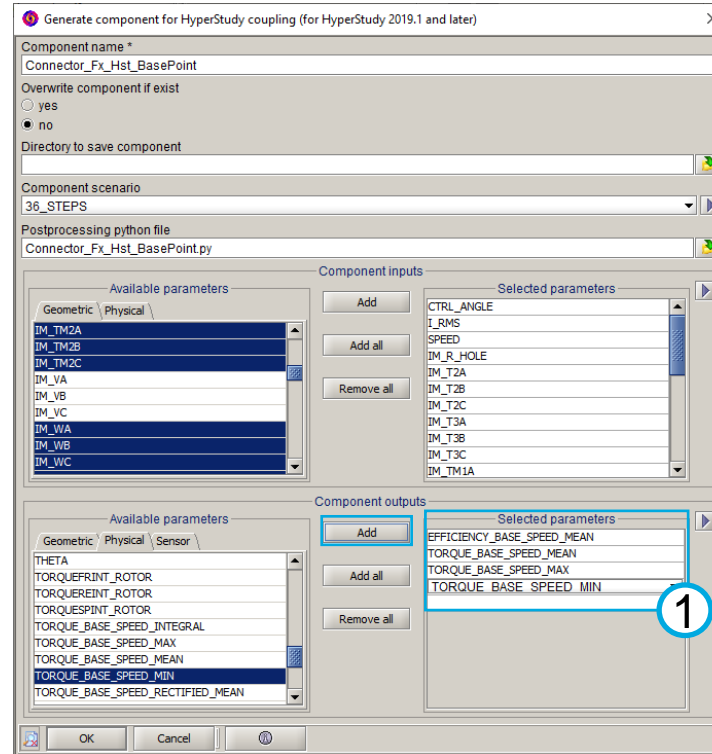 Generate component for HyperStudy coupling (for HyperStudy 2019.1 and later)
Component name *
Connector_Fx_Hst_BasePoint
Overwrite component if exist
yes
no
Directory to save component
Component scenario
36_STEPS
Postprocessing python file
Connector_Fx_Hst_BasePoint.py
Component inputs
Available parameters
Geometric Physical
IM_TM2A
IM_TM2B
IM_TM2C
IM_VA
IM_VB
IM_VC
IM_WA
IM_WB
IM_WC
Add
Add all
Remove all
Selected parameters
CTRL_ANGLE
I_RMS
SPEED
IM_R_HOLE
IM_T2A
IM_T2B
IM_T2C
IM_T3A
IM_T3B
IM_T3C
IM_TM1A
Component outputs
Available parameters
Geometric Physical Sensor
THETA
TORQUEFRINT_ROTOR
TORQUEREINT_ROTOR
TORQUESPINT_ROTOR
TORQUE_BASE_SPEED_INTEGRAL
TORQUE_BASE_SPEED_MAX
TORQUE_BASE_SPEED_MEAN
TORQUE_BASE_SPEED_MIN
TORQUE_BASE_SPEED_RECTIFIED_MEAN
Add
Add all
Remove all
Selected parameters
EFFICIENCY_BASE_SPEED_MEAN
TORQUE_BASE_SPEED_MEAN
TORQUE_BASE_SPEED_MAX
TORQUE_BASE_SPEED_MIN
1
OK Cancel